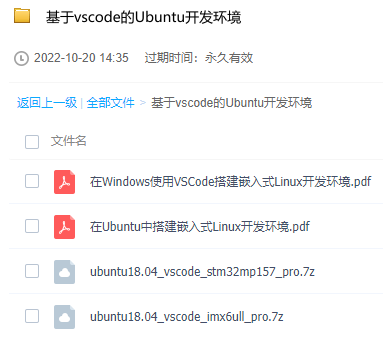 基于vscode的Ubuntu开发环境
2022-10-20 14:35 过期时间：永久有效
返回上一级 | 全部文件 > 基于vscode的Ubuntu开发环境
文件名
在Windows使用VSCode搭建嵌入式Linux开发环境.pdf
在Ubuntu中搭建嵌入式Linux开发环境.pdf
ubuntu18.04_vscode_stm32mp157_pro.7z
ubuntu18.04_vscode_imx6ull_pro.7z